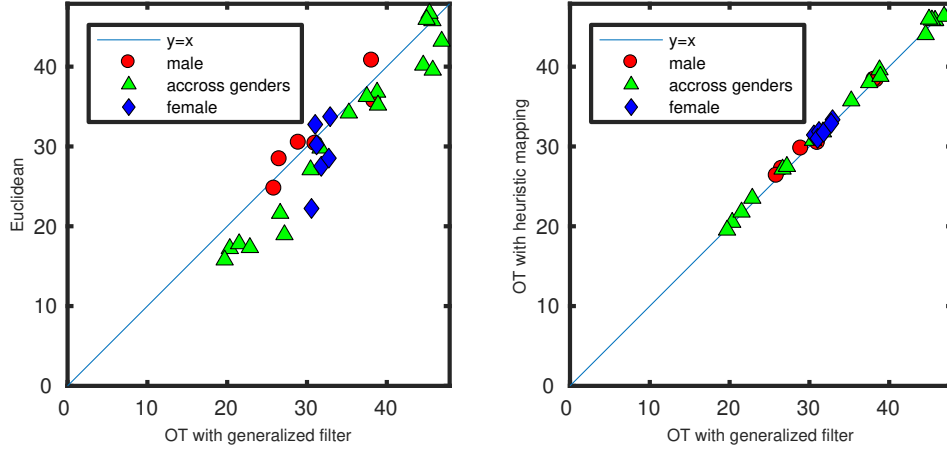 y=x
male
accross genders
female
Euclidean
40
30
20
10
0
0 10 20 30 40
OT with generalized filter
y=x
male
accross genders
female
OT with heuristic mapping
40
30
20
10
0
0 10 20 30 40
OT with generalized filter